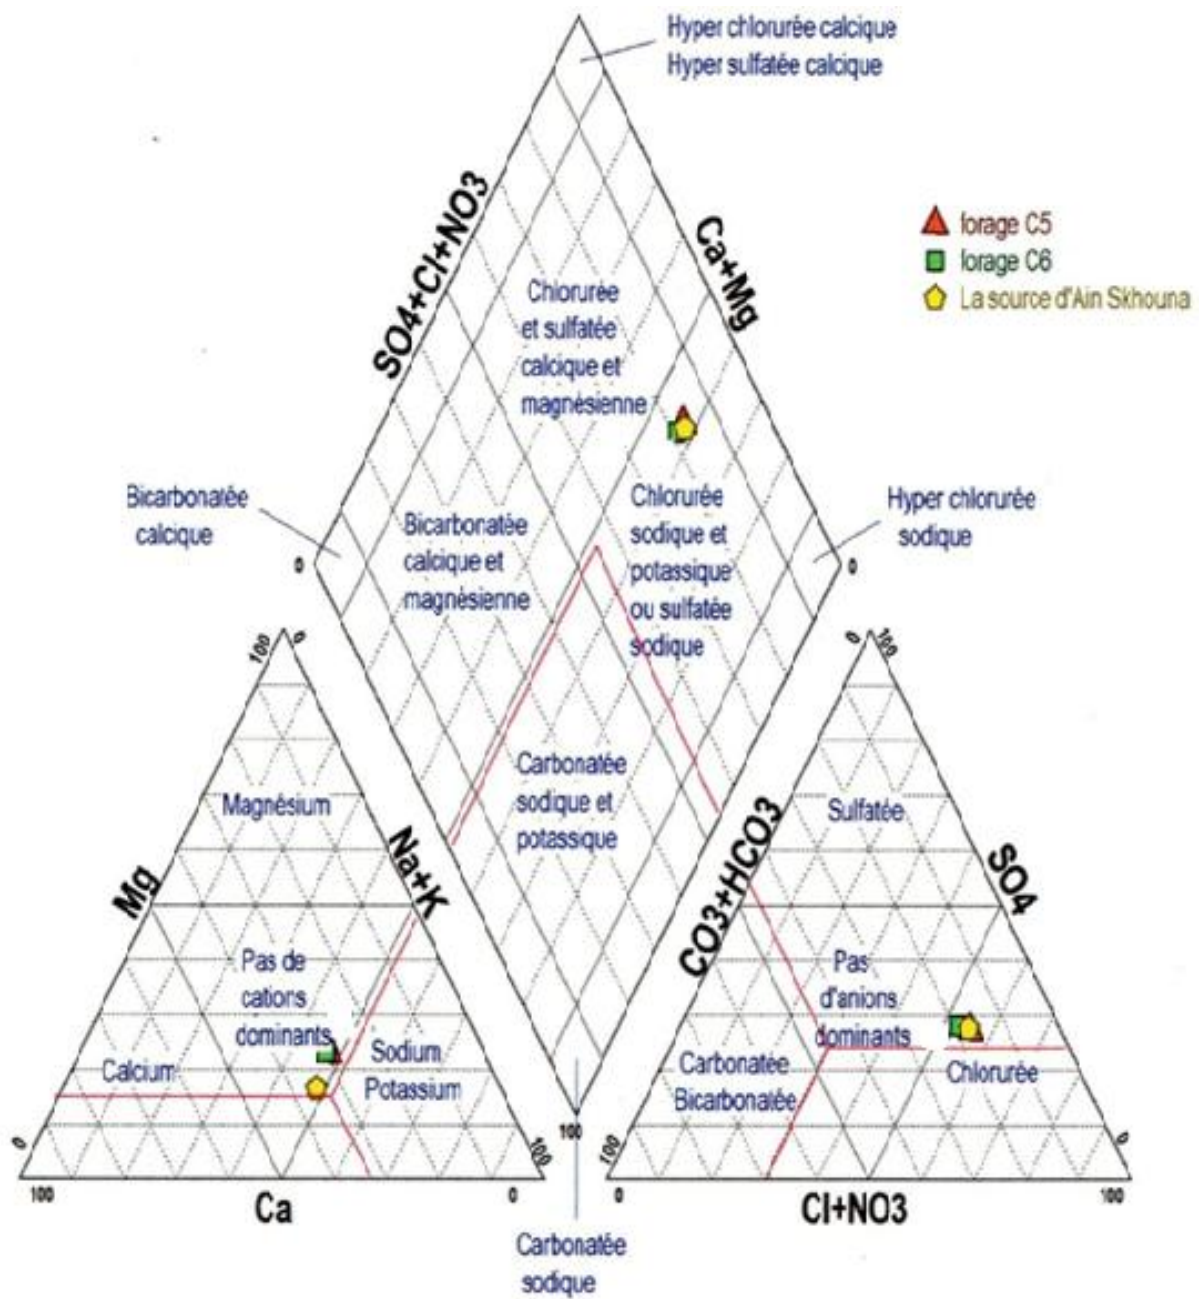 Hyper chlorurée calcique
Hyper sulfatée calcique
SO4+Cl+NO3
Ca+Mg
forage C5
forage C6
La source d'Ain Skhouna
Chlorurée
et sulfatée
calcique et
magnésienne
Bicarbonatée
calcique
Bicarbonatée
calcique et
magnésienne
Chlorurée
sodique et
potassique
ou sulfatée
sodique
Hyper chlorurée
sodique
0
0
100
0
0
100
Carbonatée
sodique et
potassique
Magnésium
Mg
Na+K
Pas de
cations
dominants
Calcium
Sodium
Potassium
0
100
100
0
Ca
100
Carbonatée
sodique
Sulfatée
CO3+HCO3
SO4
Pas
d'anions
dominants
Carbonatée
Bicarbonatée
Chlorurée
100
0
0
100
Cl+NO3